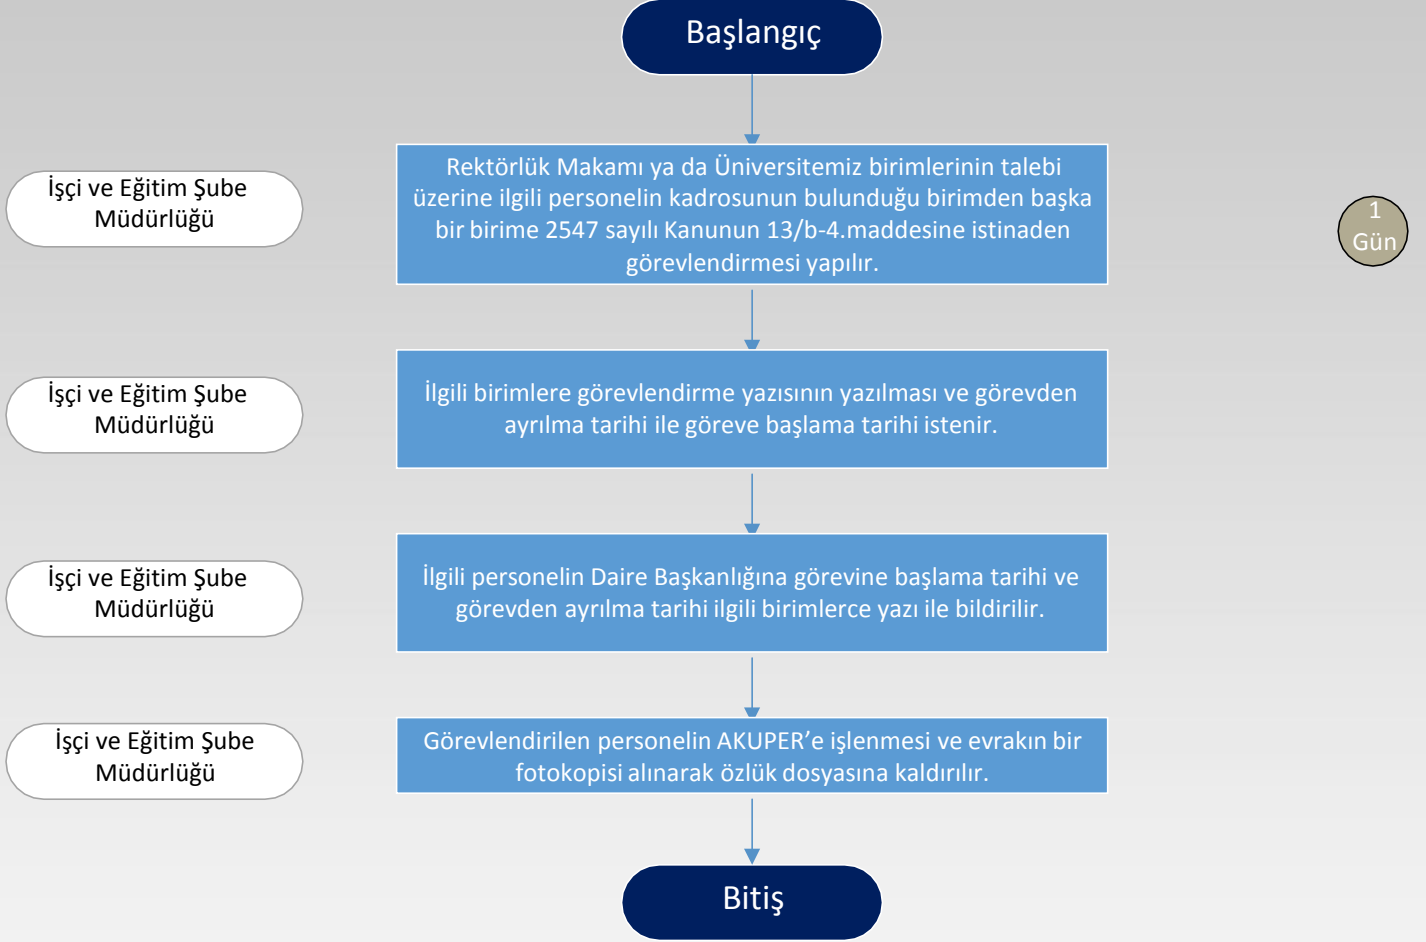 Başlangıç
İşçi ve Eğitim Şube
Müdürlüğü
Rektörlük Makamı ya da Üniversitemiz birimlerinin talebi
üzerine ilgili personelin kadrosunun bulunduğu birimden başka
bir birime 2547 sayılı Kanunun 13/b-4.maddesine istinaden
görevlendirmesi yapılır.
1
Gün
İşçi ve Eğitim Şube
Müdürlüğü
İlgili birimlere görevlendirme yazısının yazılması ve görevden
ayrılma tarihi ile göreve başlama tarihi istenir.
İşçi ve Eğitim Şube
Müdürlüğü
İlgili personelin Daire Başkanlığına görevine başlama tarihi ve
görevden ayrılma tarihi ilgili birimlerce yazı ile bildirilir.
İşçi ve Eğitim Şube
Müdürlüğü
Görevlendirilen personelin AKUPER’e işlenmesi ve evrakın bir
fotokopisi alınarak özlük dosyasına kaldırılır.
Bitiş